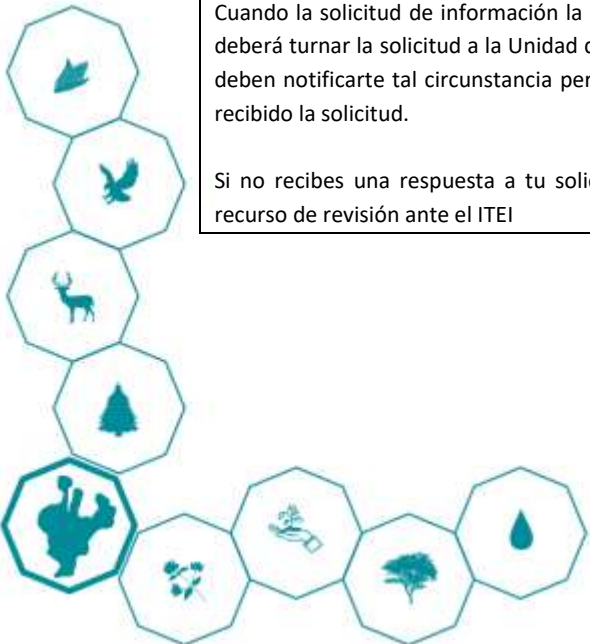 Cuando la solicitud de información la
deberá turnar la solicitud a la Unidad
deben notificarte tal circunstancia per
recibido la solicitud.
Si no recibes una respuesta a tu solic
recurso de revisión ante el ITEI